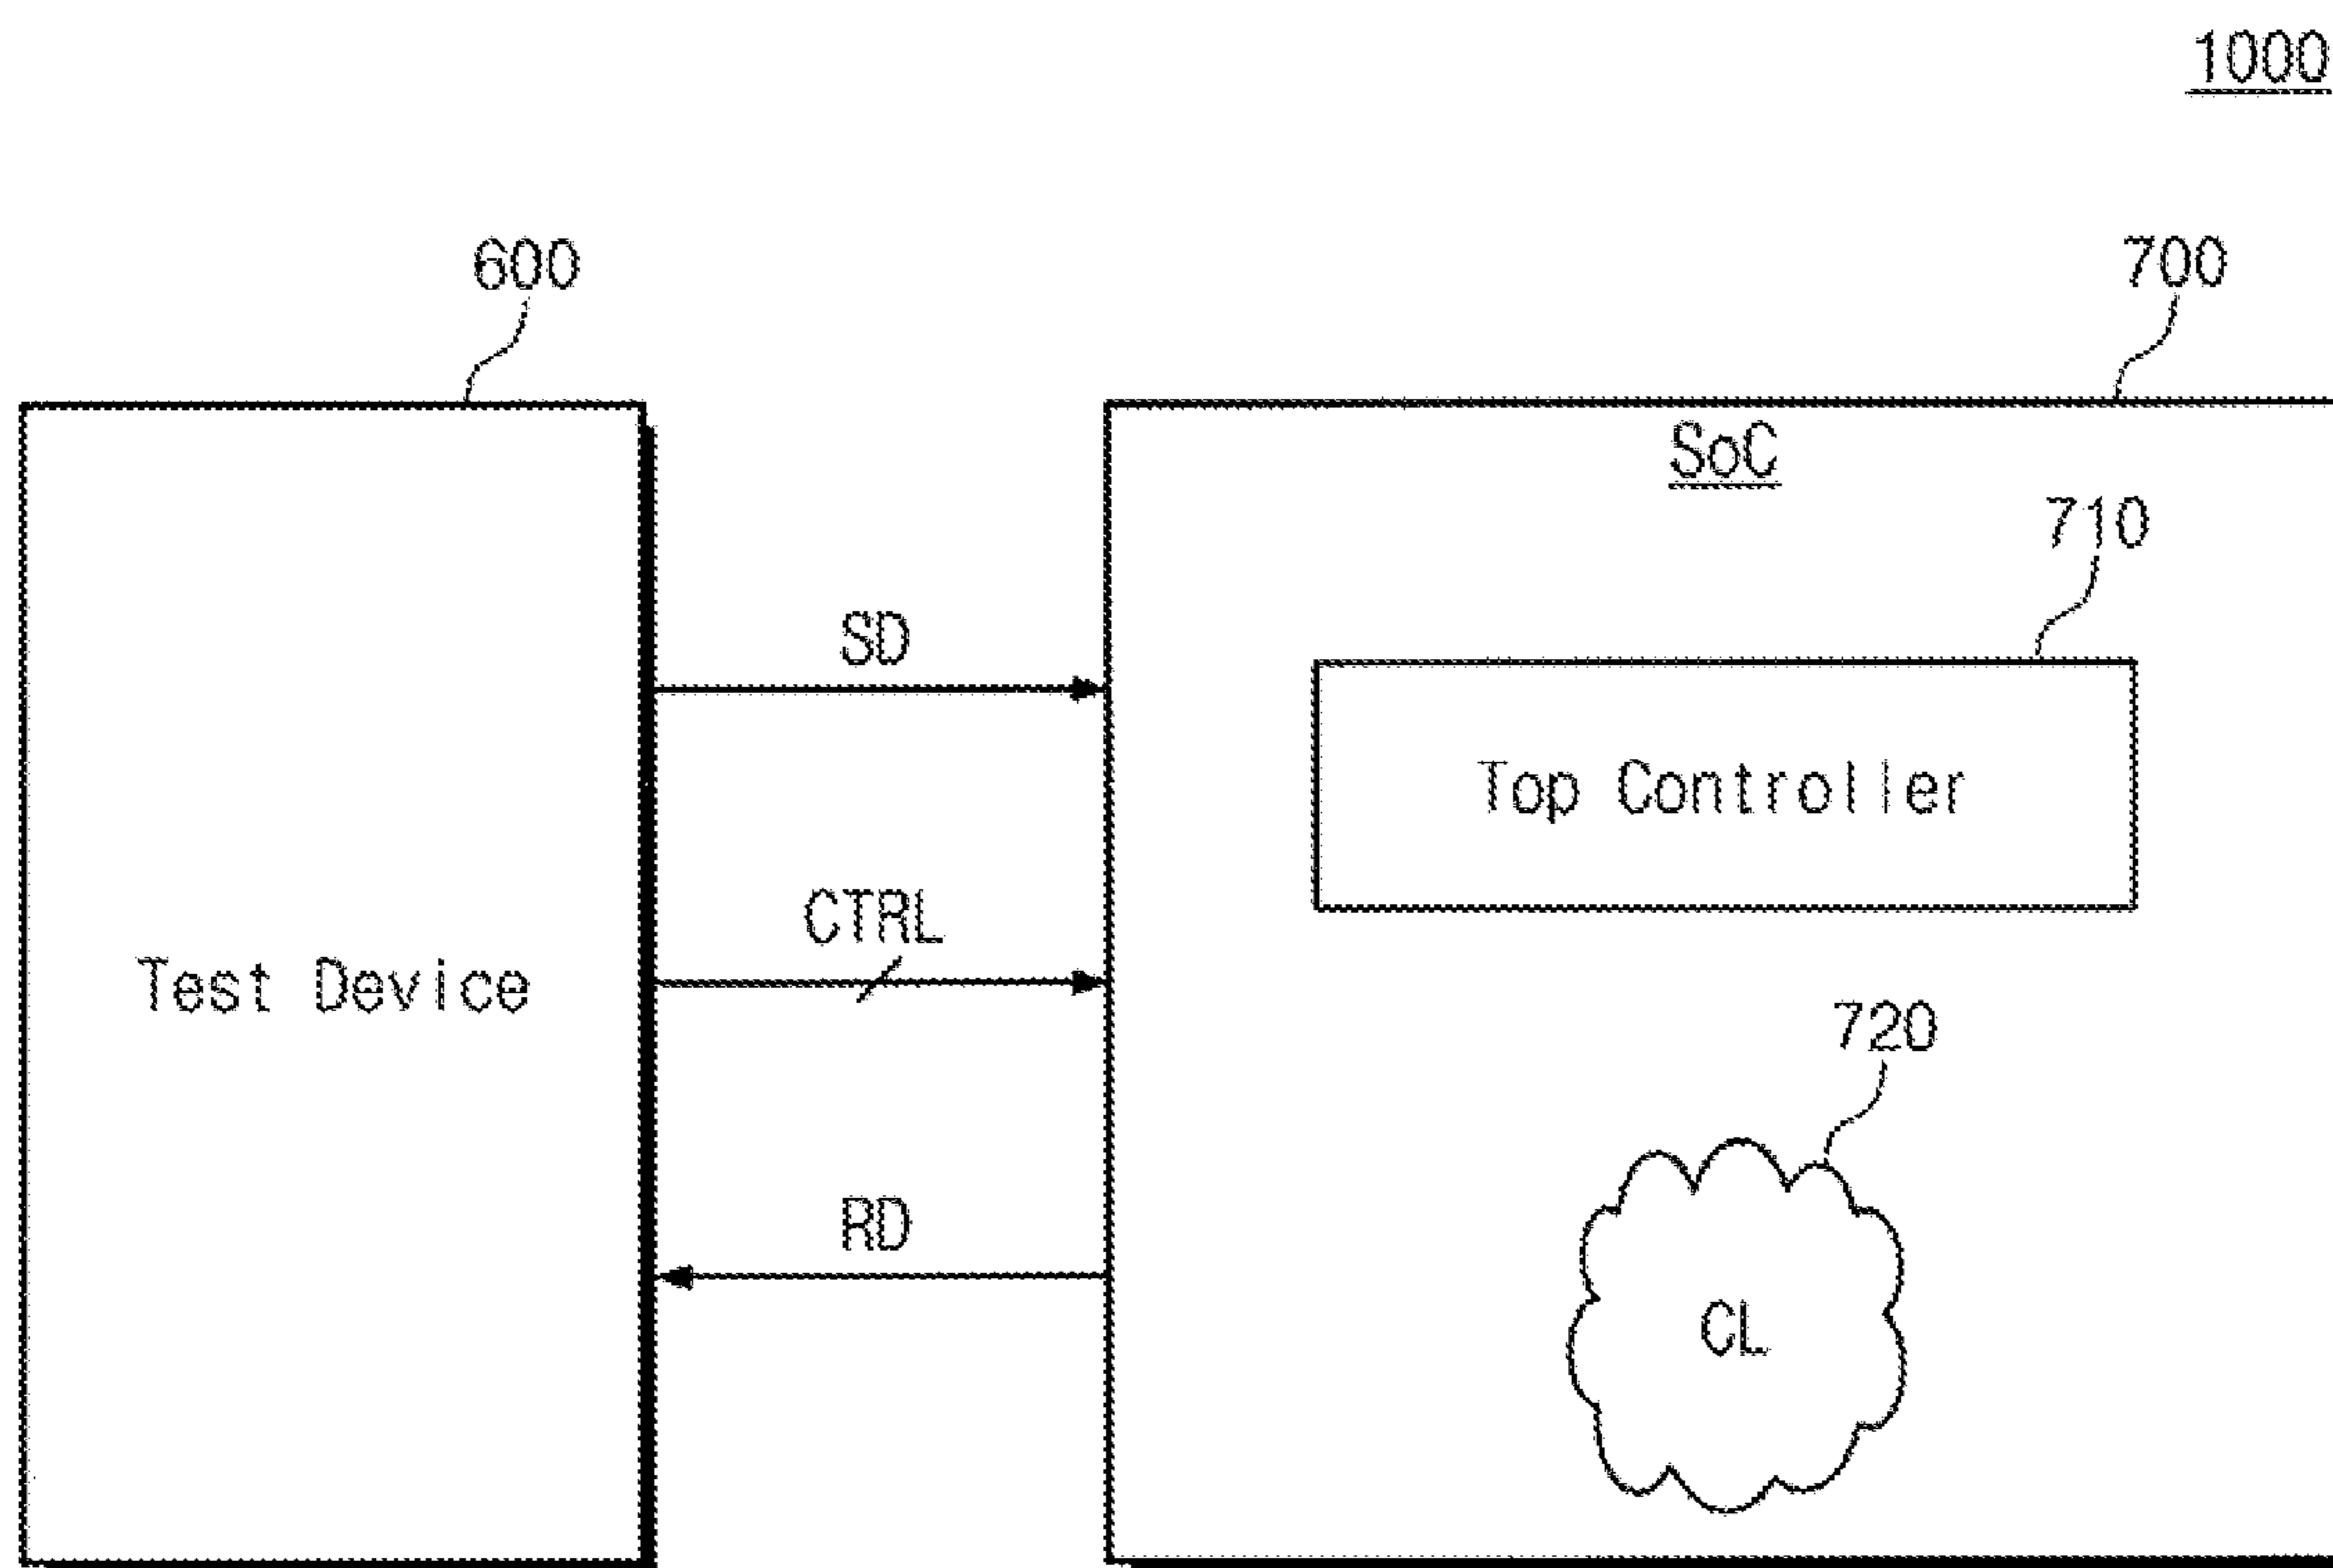 1000
600
700
SoC
710
SD
Top Controller
CTRL
Test Device
720
RD
CL